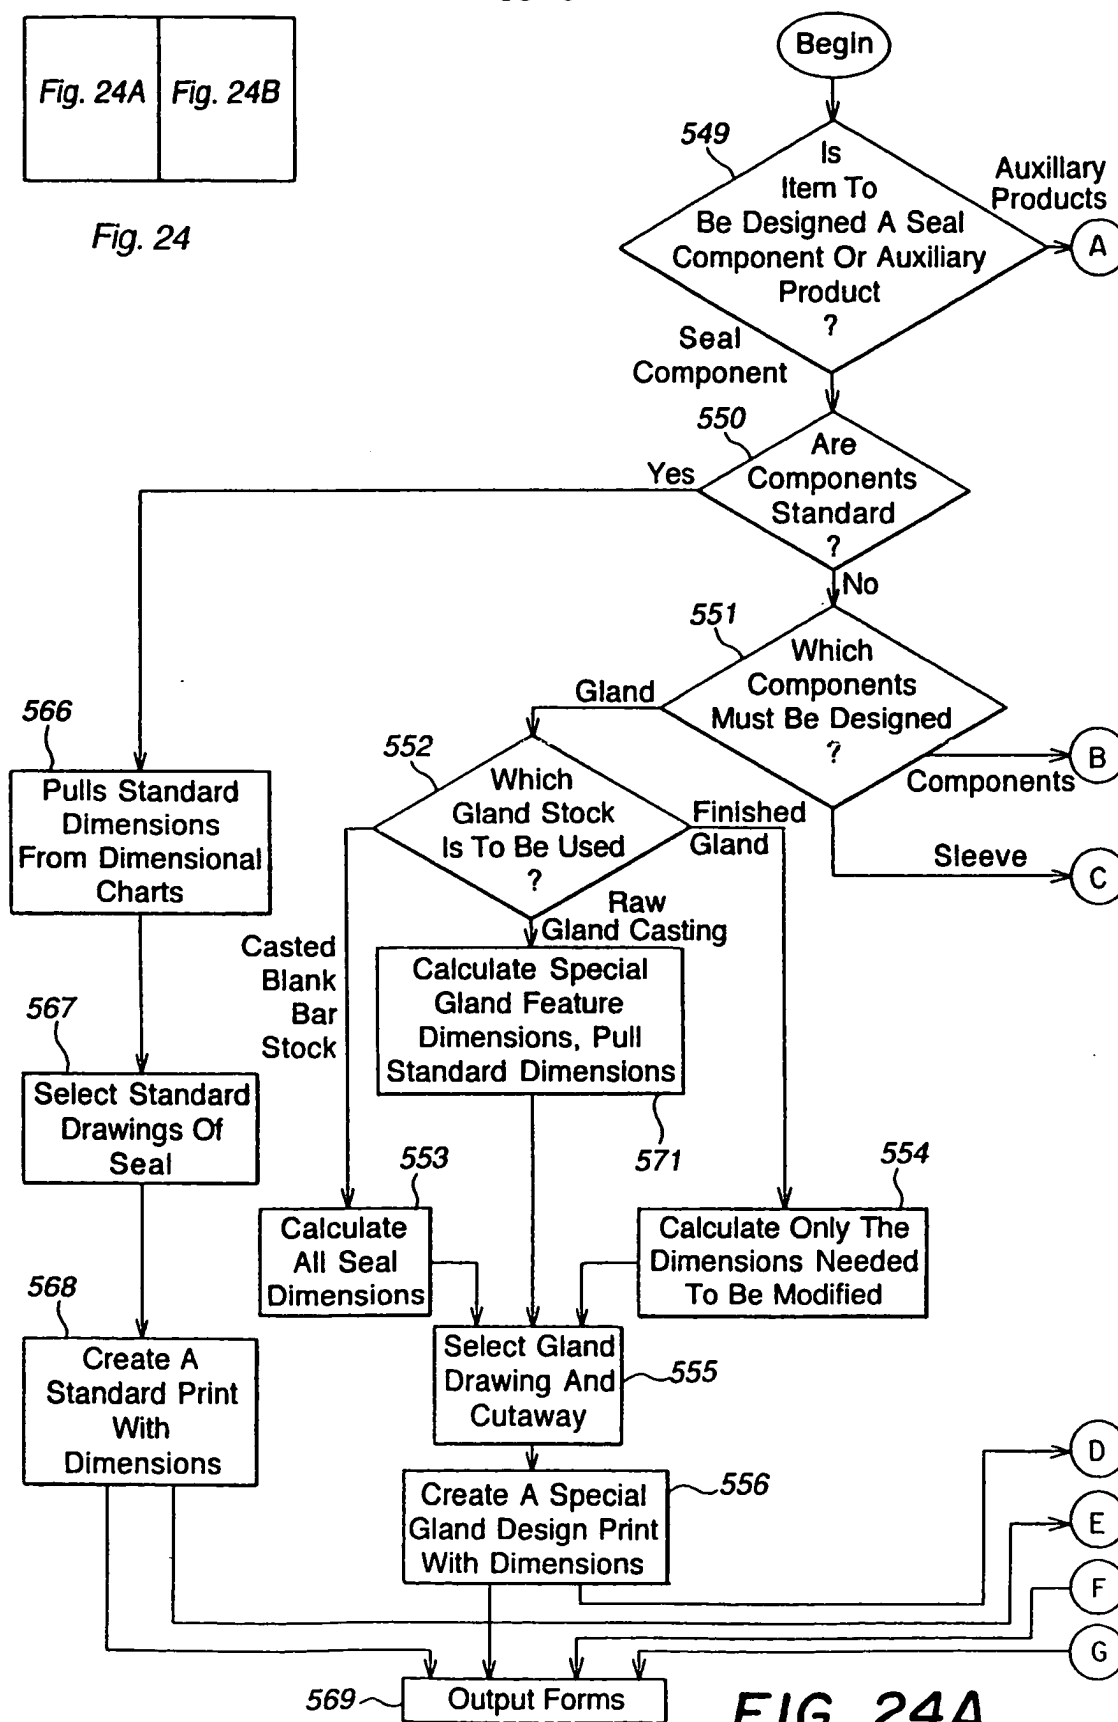 Fig. 24A
Fig. 24B
Fig. 24
Begin
549
Is
Item To
Be Designed A Seal
Component Or Auxiliary
Product
?
Auxillary
Products
A
Seal
Component
550
Are
Components
Standard
?
Yes
No
551
Which
Components
Must Be Designed
?
Gland
B
Components
Sleeve
C
552
Which
Gland Stock
Is To Be Used
?
Finished
Gland
Raw
Gland Casting
Casted
Blank
Bar
Stock
566
Pulls Standard
Dimensions
From Dimensional
Charts
Calculate Special
Gland Feature
Dimensions, Pull
Standard Dimensions
571
567
Select Standard
Drawings Of
Seal
553
Calculate
All Seal
Dimensions
554
Calculate Only The
Dimensions Needed
To Be Modified
568
Create A
Standard Print
With
Dimensions
Select Gland
Drawing And
Cutaway
555
Create A Special
Gland Design Print
With Dimensions
556
D
E
F
G
569
Output Forms
FIG. 24A